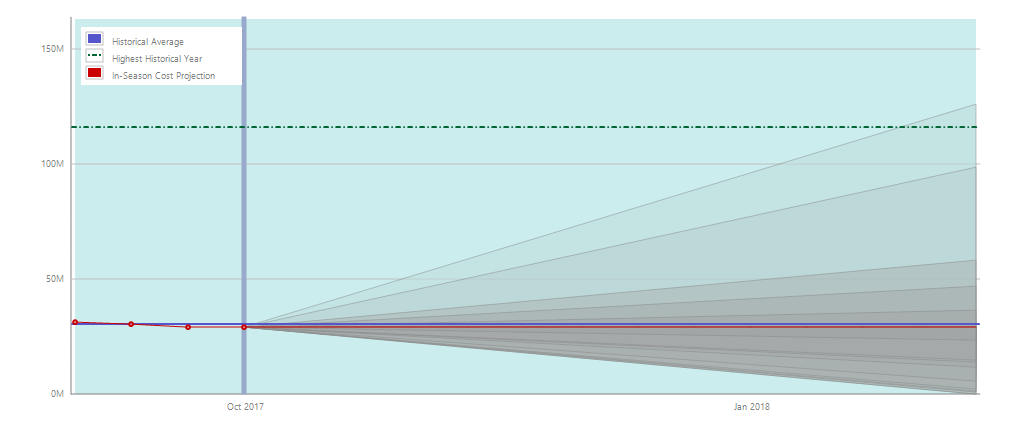 150M
Historical Average
Highest Historical Year
In-Season Cost Projection
100M
50M
0M
Oct 2017
Jan 2018